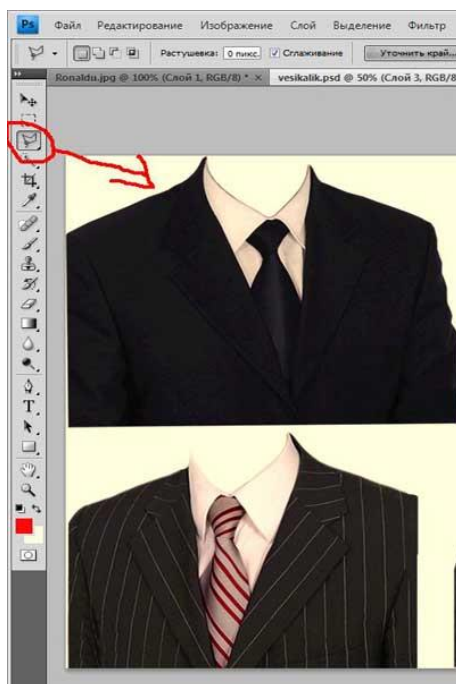 Ps Файл Редактирование Изображение Слой Выделение Фильтр
Растушевка: 0 пикс. Сглаживание Уточнить край...
Ronaldu.jpg @ 100% (Слой 1, RGB/8) * × vesikalik.psd @ 50% (Слой 3, RGB/8
T